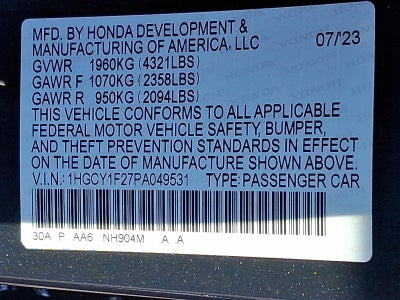 MFD. BY HONDA DEVELOPMENT &
MANUFACTURING OF AMERICA, LLC 07/23
GVWR 1960KG (4321LBS)
GAWR F 1070KG (2358LBS)
GAWR R 950KG (2094LBS)
THIS VEHICLE CONFORMS TO ALL APPLICABLE
FEDERAL MOTOR VEHICLE SAFETY, BUMPER,
AND THEFT PREVENTION STANDARDS IN EFFECT
ON THE DATE OF MANUFACTURE SHOWN ABOVE.
V.I.N.: 1HGCY1F27PA049531 TYPE: PASSENGER CAR
30A P AA6 NH904M A A